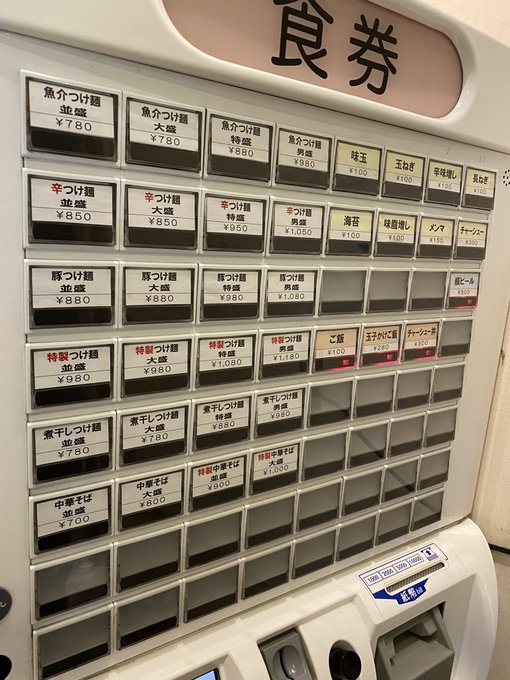 食券
魚介つけ麺
並盛
¥780
魚介つけ麺
大盛
¥780
魚介つけ麺
特盛
¥880
魚介つけ麺
男盛
¥980
味玉
¥100
玉ねぎ
¥100
辛味増し
¥100
長ねぎ
¥100
辛つけ麺
並盛
¥850
辛つけ麺
大盛
¥850
辛つけ麺
特盛
¥950
辛つけ麺
男盛
¥1,050
海苔
¥100
味脂増し
¥100
メンマ
¥150
チャーシュー
¥300
豚つけ麺
並盛
¥880
豚つけ麺
大盛
¥880
豚つけ麺
特盛
¥980
豚つけ麺
男盛
¥1,080
瓶ビール
¥500
特製つけ麺
並盛
¥980
特製つけ麺
大盛
¥980
特製つけ麺
特盛
¥1,080
特製つけ麺
男盛
¥1,180
ご飯
¥100
玉子かけご飯
¥280
チャーシュー丼
¥300
煮干しつけ麺
並盛
¥780
煮干しつけ麺
大盛
¥780
煮干しつけ麺
特盛
¥880
煮干しつけ麺
男盛
¥980
中華そば
並盛
¥700
中華そば
大盛
¥800
特製中華そば
並盛
¥900
特製中華そば
大盛
¥1,000
1000 2000 5000 10000
紙幣